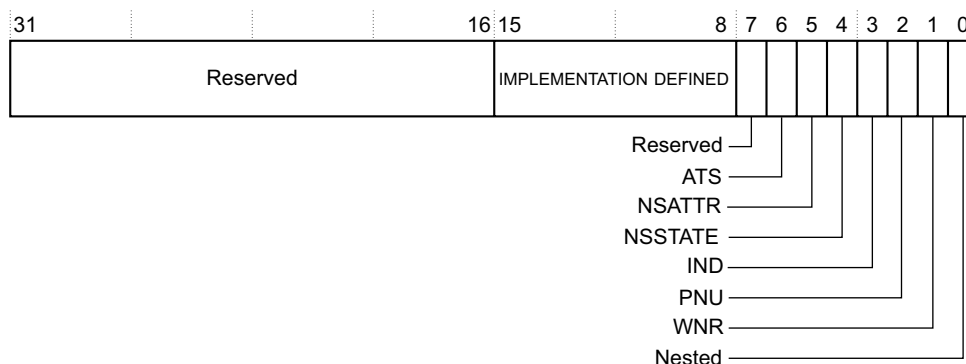 31 16 15 8 7 6 5 4 3 2 1 0
Reserved IMPLEMENTATION DEFINED
Reserved
ATS
NSATTR
NSSTATE
IND
PNU
WNR
Nested